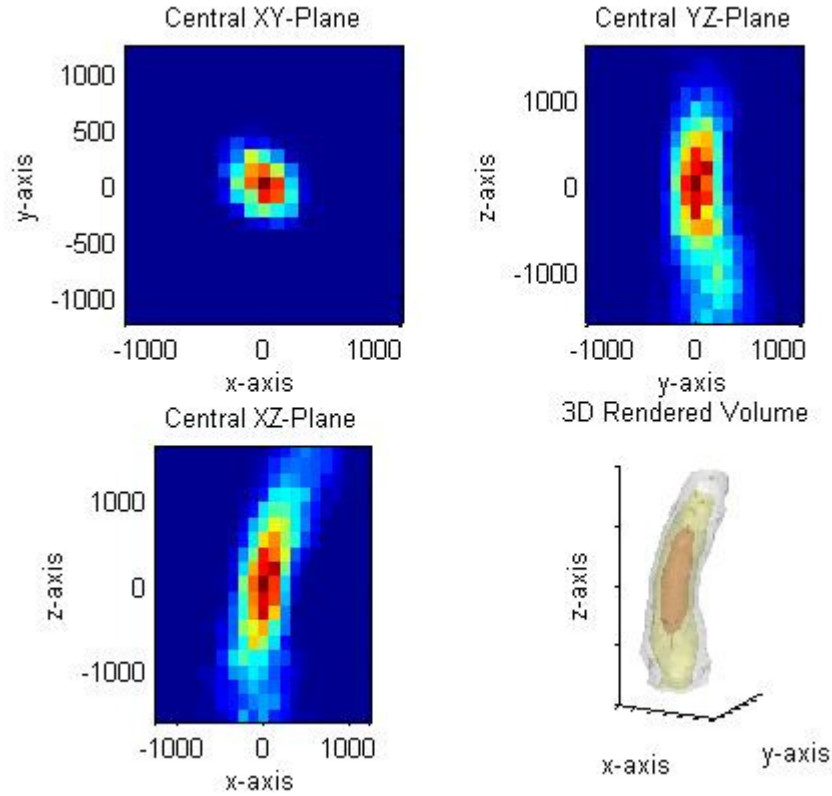 Central XY-Plane
1000
500
0
-500
-1000
y-axis
-1000 0 1000
x-axis
Central YZ-Plane
1000
0
-1000
z-axis
-1000 0 1000
y-axis
Central XZ-Plane
1000
0
-1000
z-axis
-1000 0 1000
x-axis
3D Rendered Volume
z-axis
x-axis
y-axis